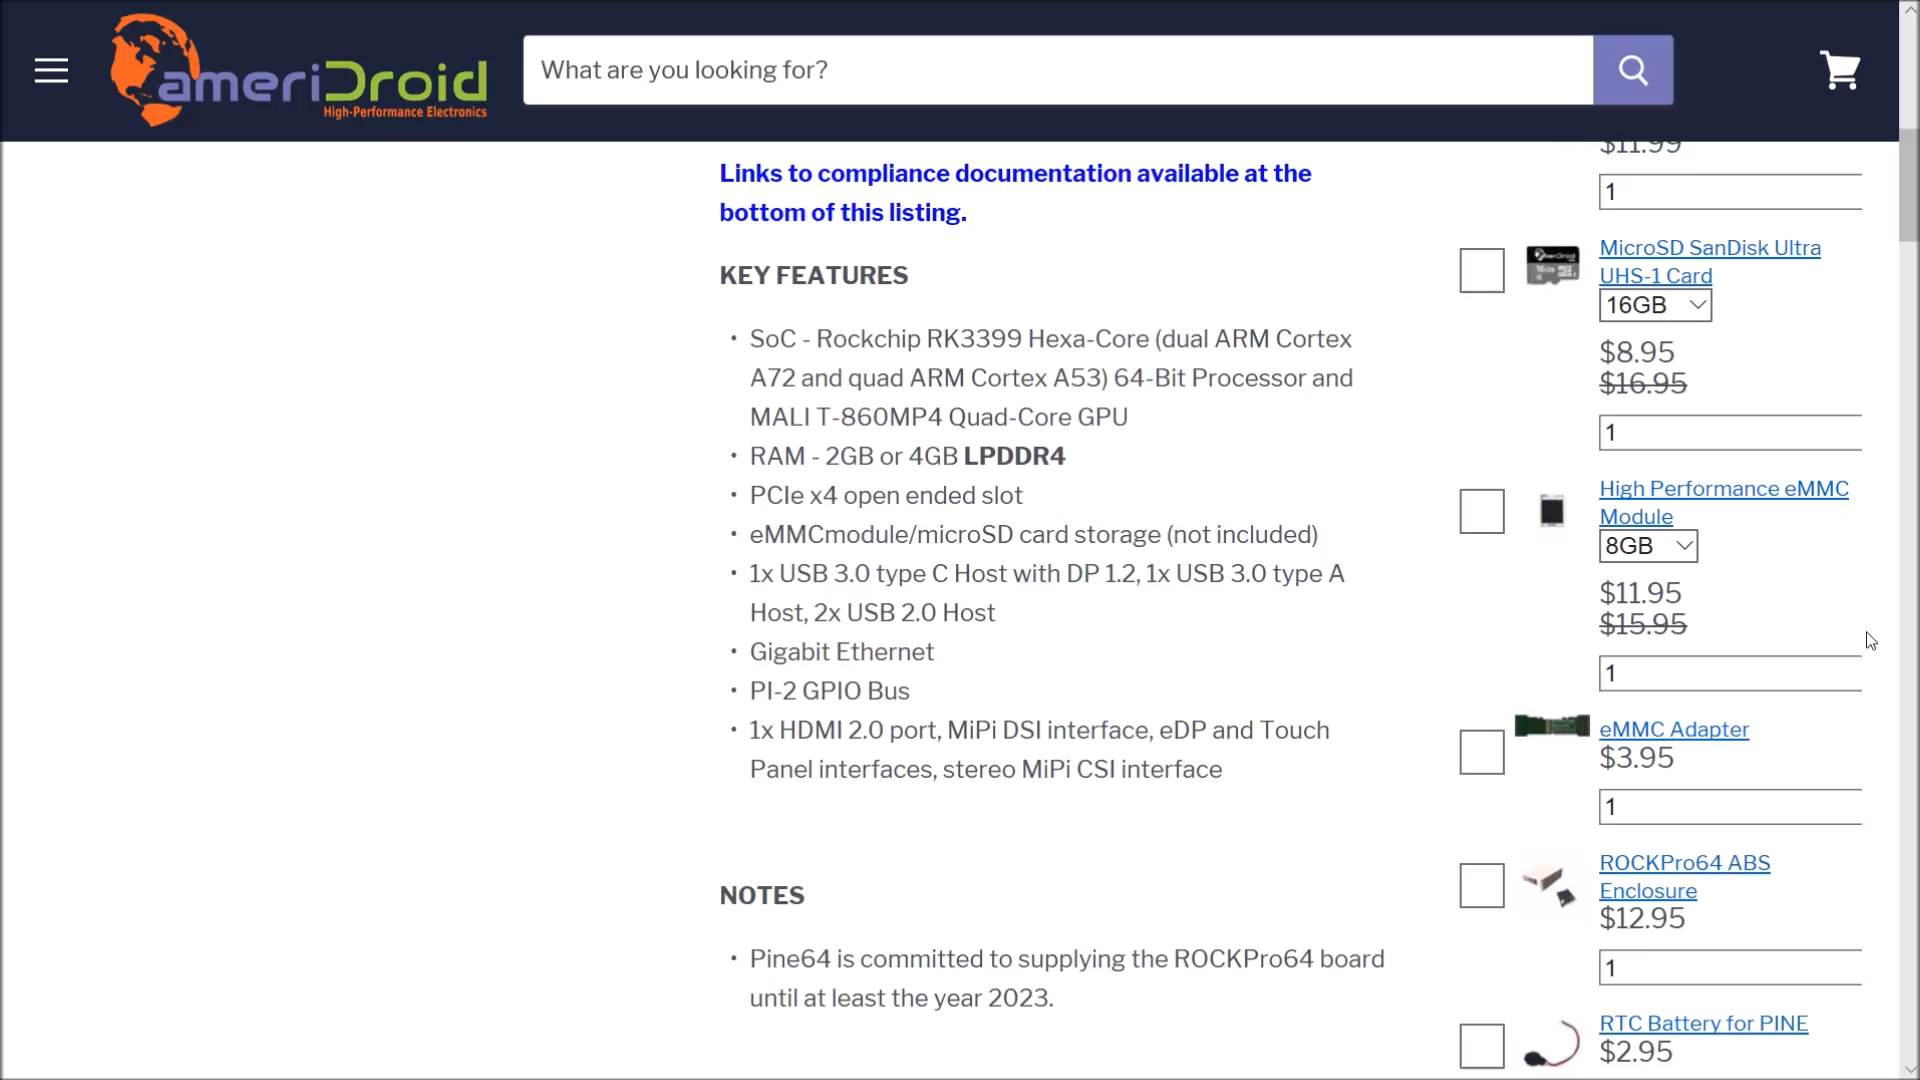 ameriDroid
High-Performance Electronics
What are you looking for?
Links to compliance documentation available at the
bottom of this listing.
KEY FEATURES
• SoC - Rockchip RK3399 Hexa-Core (dual ARM Cortex
A72 and quad ARM Cortex A53) 64-Bit Processor and
MALI T-860MP4 Quad-Core GPU
• RAM - 2GB or 4GB LPDDR4
• PCIe x4 open ended slot
• eMMCmodule/microSD card storage (not included)
• 1x USB 3.0 type C Host with DP 1.2, 1x USB 3.0 type A
Host, 2x USB 2.0 Host
• Gigabit Ethernet
• PI-2 GPIO Bus
• 1x HDMI 2.0 port, MiPi DSI interface, eDP and Touch
Panel interfaces, stereo MiPi CSI interface
NOTES
• Pine64 is committed to supplying the ROCKPro64 board
until at least the year 2023.
$11.99
1
MicroSD SanDisk Ultra
UHS-1 Card
16GB
$8.95
$16.95
1
High Performance eMMC
Module
8GB
$11.95
$15.95
1
eMMC Adapter
$3.95
1
ROCKPro64 ABS
Enclosure
$12.95
1
RTC Battery for PINE
$2.95